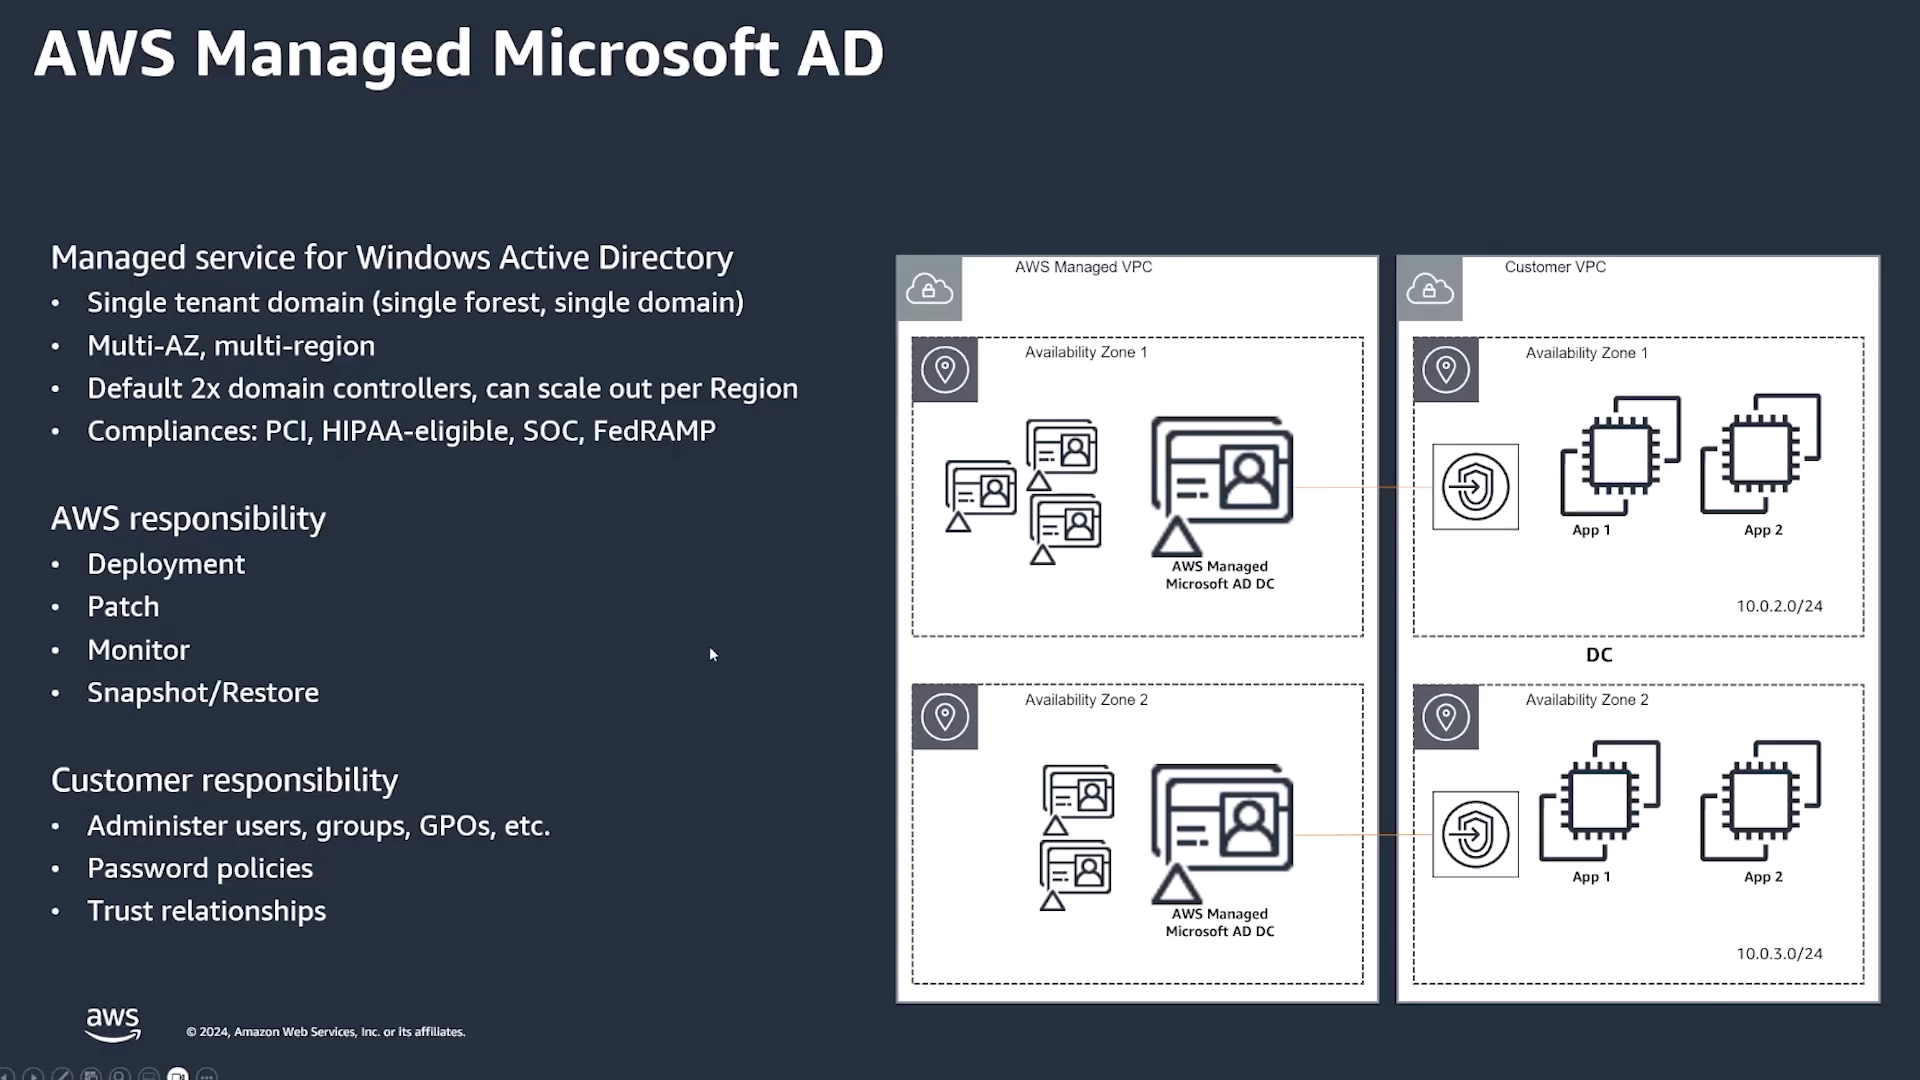 AWS Managed Microsoft AD
Managed service for Windows Active Directory
• Single tenant domain (single forest, single domain)
• Multi-AZ, multi-region
• Default 2x domain controllers, can scale out per Region
• Compliances: PCI, HIPAA-eligible, SOC, FedRAMP
AWS responsibility
• Deployment
• Patch
• Monitor
• Snapshot/Restore
Customer responsibility
• Administer users, groups, GPOs, etc.
• Password policies
• Trust relationships
AWS Managed VPC
Availability Zone 1
AWS Managed
Microsoft AD DC
Availability Zone 2
AWS Managed
Microsoft AD DC
Customer VPC
Availability Zone 1
App 1
App 2
10.0.2.0/24
DC
Availability Zone 2
App 1
App 2
10.0.3.0/24
aws
© 2024, Amazon Web Services, Inc. or its affiliates.